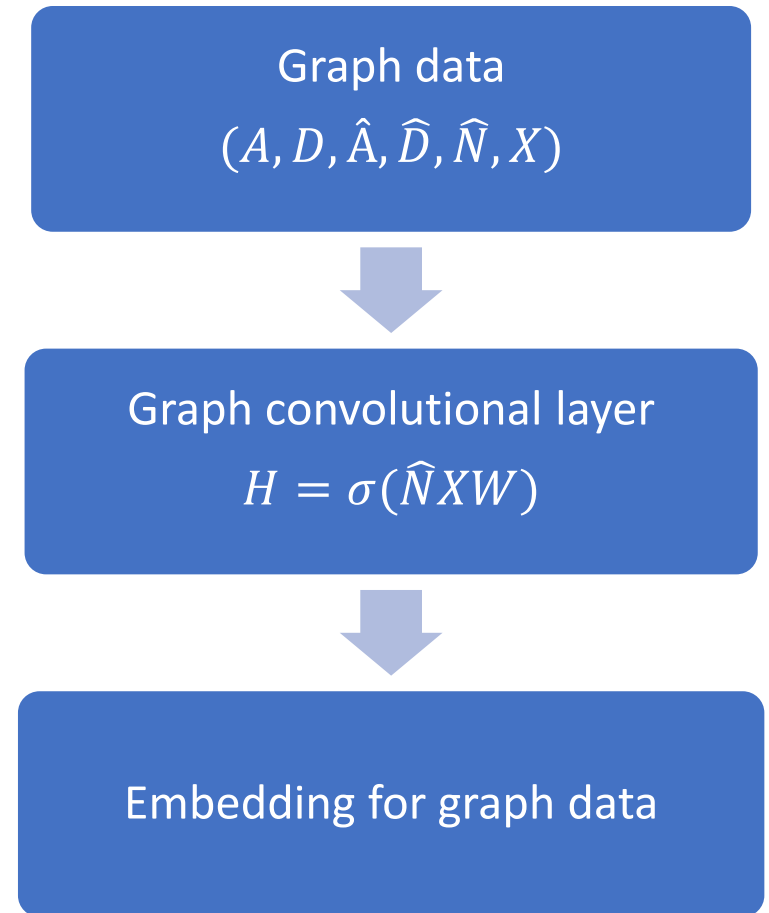 Graph data
(A, D, Â, D̂, N̂, X)
Graph convolutional layer
H = σ(N̂XW)
Embedding for graph data